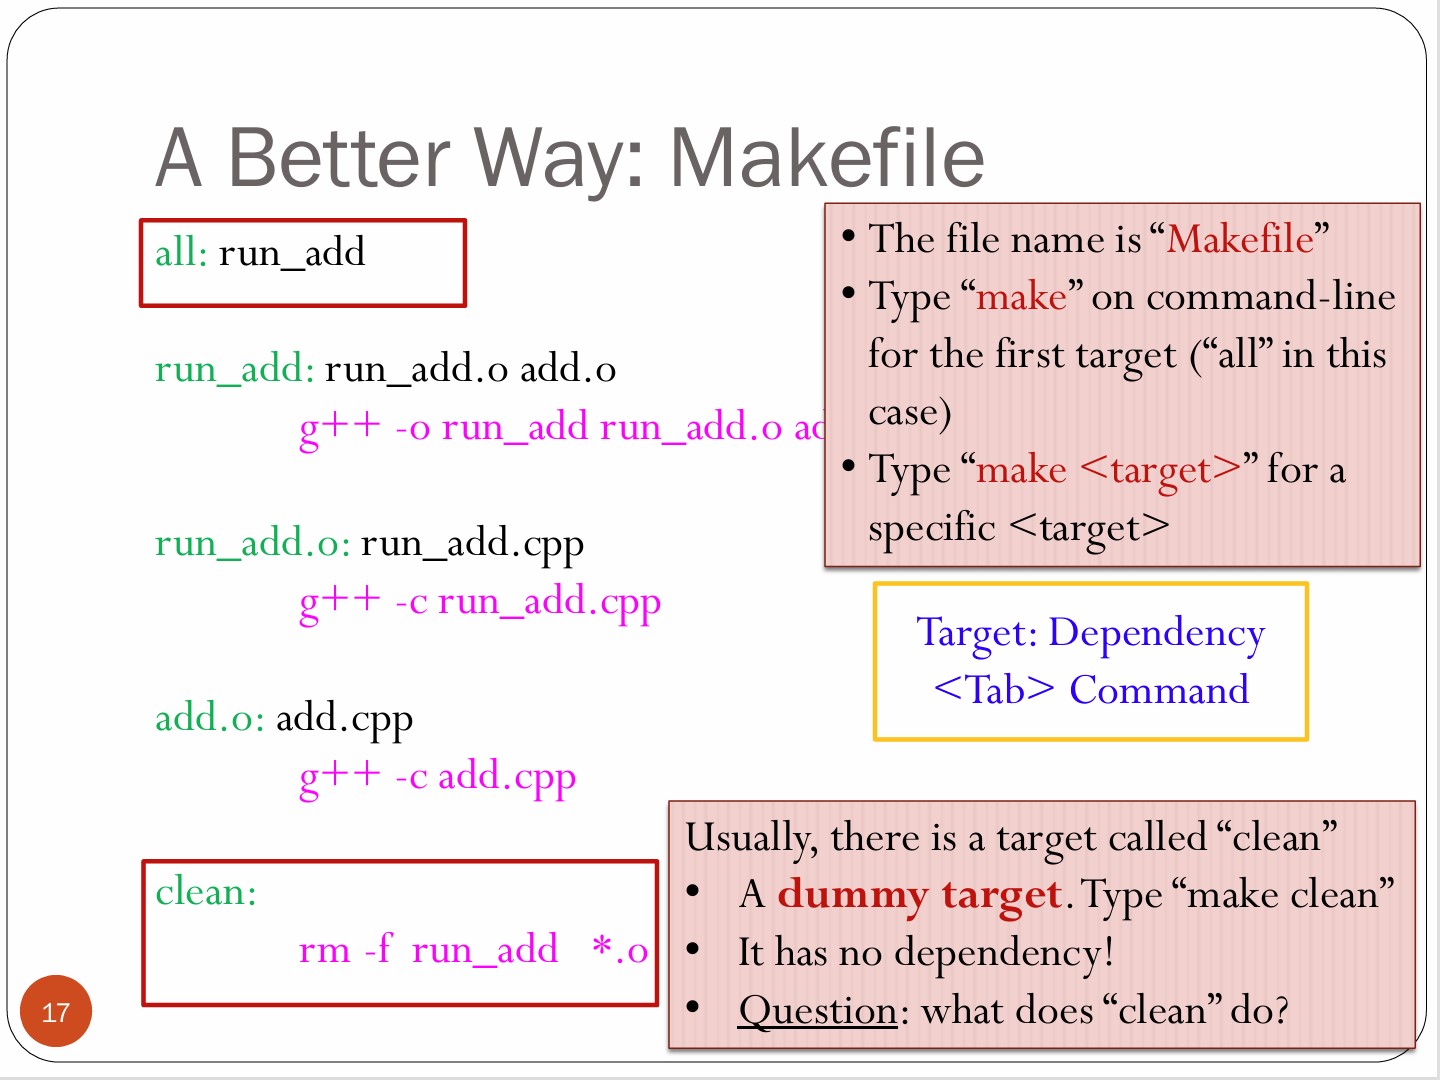 A Better Way: Makefile
all: run_add
run_add: run_add.o add.o
g++ -o run_add run_add.o
run_add.o: run_add.cpp
g++ -c run_add.cpp
add.o: add.cpp
g++ -c add.cpp
clean:
rm -f run_add *.o
• The file name is “Makefile”
• Type “make” on command-line
for the first target (“all” in this
case)
• Type “make <target>” for a
specific <target>
Target: Dependency
<Tab> Command
Usually, there is a target called “clean”
• A dummy target. Type “make clean”
• It has no dependency!
• Question: what does “clean” do?
17